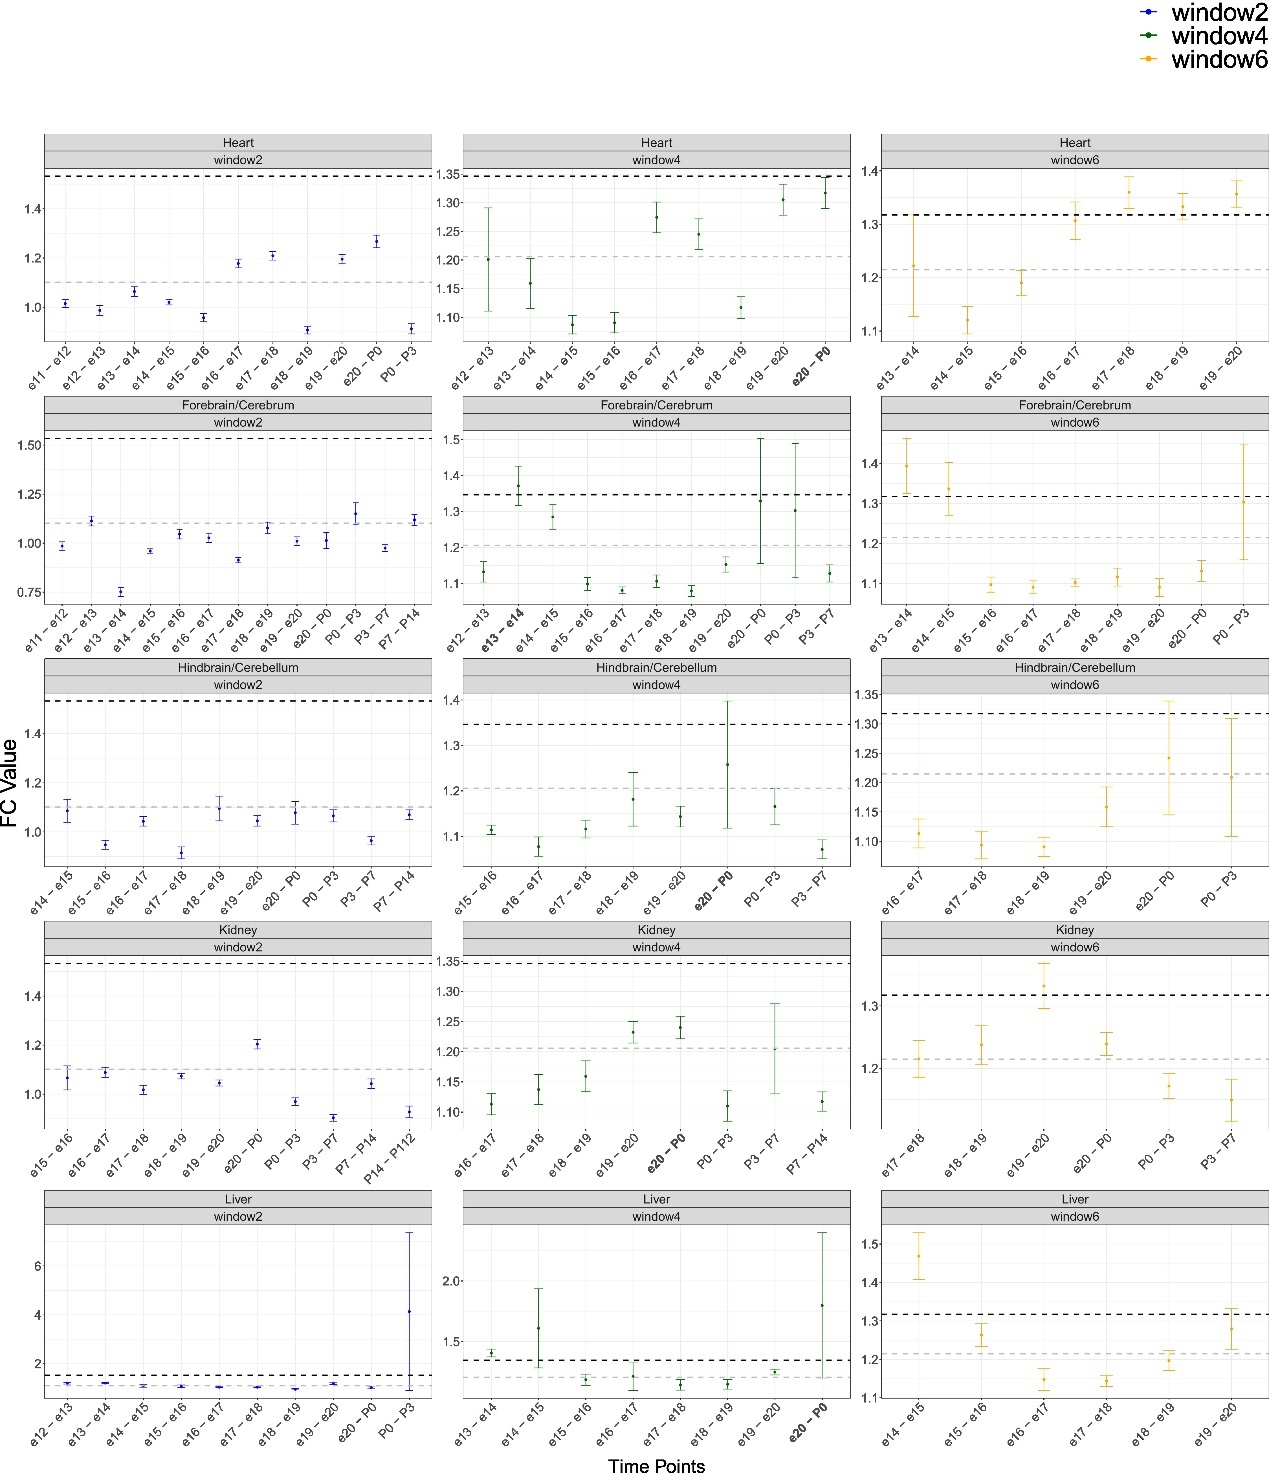 window2
window4
window6
Heart Heart Heart
window2 window4 window6
1.4 1.2 1.0
1.35 1.30 1.25 1.20 1.15 1.10
1.4 1.3 1.2 1.1
e11 – e12 e12 – e13 e13 – e14 e14 – e15 e15 – e16 e16 – e17 e17 – e18 e18 – e19 e19 – e20 e20 – P0 P0 – P3
e12 – e13 e13 – e14 e14 – e15 e15 – e16 e16 – e17 e17 – e18 e18 – e19 e19 – e20 e20 – P0
e13 – e14 e14 – e15 e15 – e16 e16 – e17 e17 – e18 e18 – e19 e19 – e20
Forebrain/Cerebrum Forebrain/Cerebrum Forebrain/Cerebrum
window2 window4 window6
1.50 1.25 1.00 0.75
1.5 1.4 1.3 1.2 1.1
1.4 1.3 1.2 1.1
e11 – e12 e12 – e13 e13 – e14 e14 – e15 e15 – e16 e16 – e17 e17 – e18 e18 – e19 e19 – e20 e20 – P0 P0 – P3 P3 – P7 P7 – P14
e12 – e13 e13 – e14 e14 – e15 e15 – e16 e16 – e17 e17 – e18 e18 – e19 e19 – e20 e20 – P0 P0 – P3 P3 – P7
e13 – e14 e14 – e15 e15 – e16 e16 – e17 e17 – e18 e18 – e19 e19 – e20 e20 – P0 P0 – P3
Hindbrain/Cerebellum Hindbrain/Cerebellum Hindbrain/Cerebellum
window2 window4 window6
1.4 1.2 1.0
1.4 1.3 1.2 1.1
1.35 1.30 1.25 1.20 1.15 1.10
e14 – e15 e15 – e16 e16 – e17 e17 – e18 e18 – e19 e19 – e20 e20 – P0 P0 – P3 P3 – P7 P7 – P14
e15 – e16 e16 – e17 e17 – e18 e18 – e19 e19 – e20 e20 – P0 P0 – P3 P3 – P7
e16 – e17 e17 – e18 e18 – e19 e19 – e20 e20 – P0 P0 – P3
FC Value
Kidney Kidney Kidney
window2 window4 window6
1.4 1.2 1.0
1.35 1.30 1.25 1.20 1.15 1.10
1.3 1.2
e15 – e16 e16 – e17 e17 – e18 e18 – e19 e19 – e20 e20 – P0 P0 – P3 P3 – P7 P7 – P14 P14 – P112
e16 – e17 e17 – e18 e18 – e19 e19 – e20 e20 – P0 P0 – P3 P3 – P7 P7 – P14
e17 – e18 e18 – e19 e19 – e20 e20 – P0 P0 – P3 P3 – P7
Liver Liver Liver
window2 window4 window6
6 4 2
2.0 1.5
1.5 1.4 1.3 1.2 1.1
e12 – e13 e13 – e14 e14 – e15 e15 – e16 e16 – e17 e17 – e18 e18 – e19 e19 – e20 e20 – P0 P0 – P3
e13 – e14 e14 – e15 e15 – e16 e16 – e17 e17 – e18 e18 – e19 e19 – e20 e20 – P0
e14 – e15 e15 – e16 e16 – e17 e17 – e18 e18 – e19 e19 – e20
Time Points